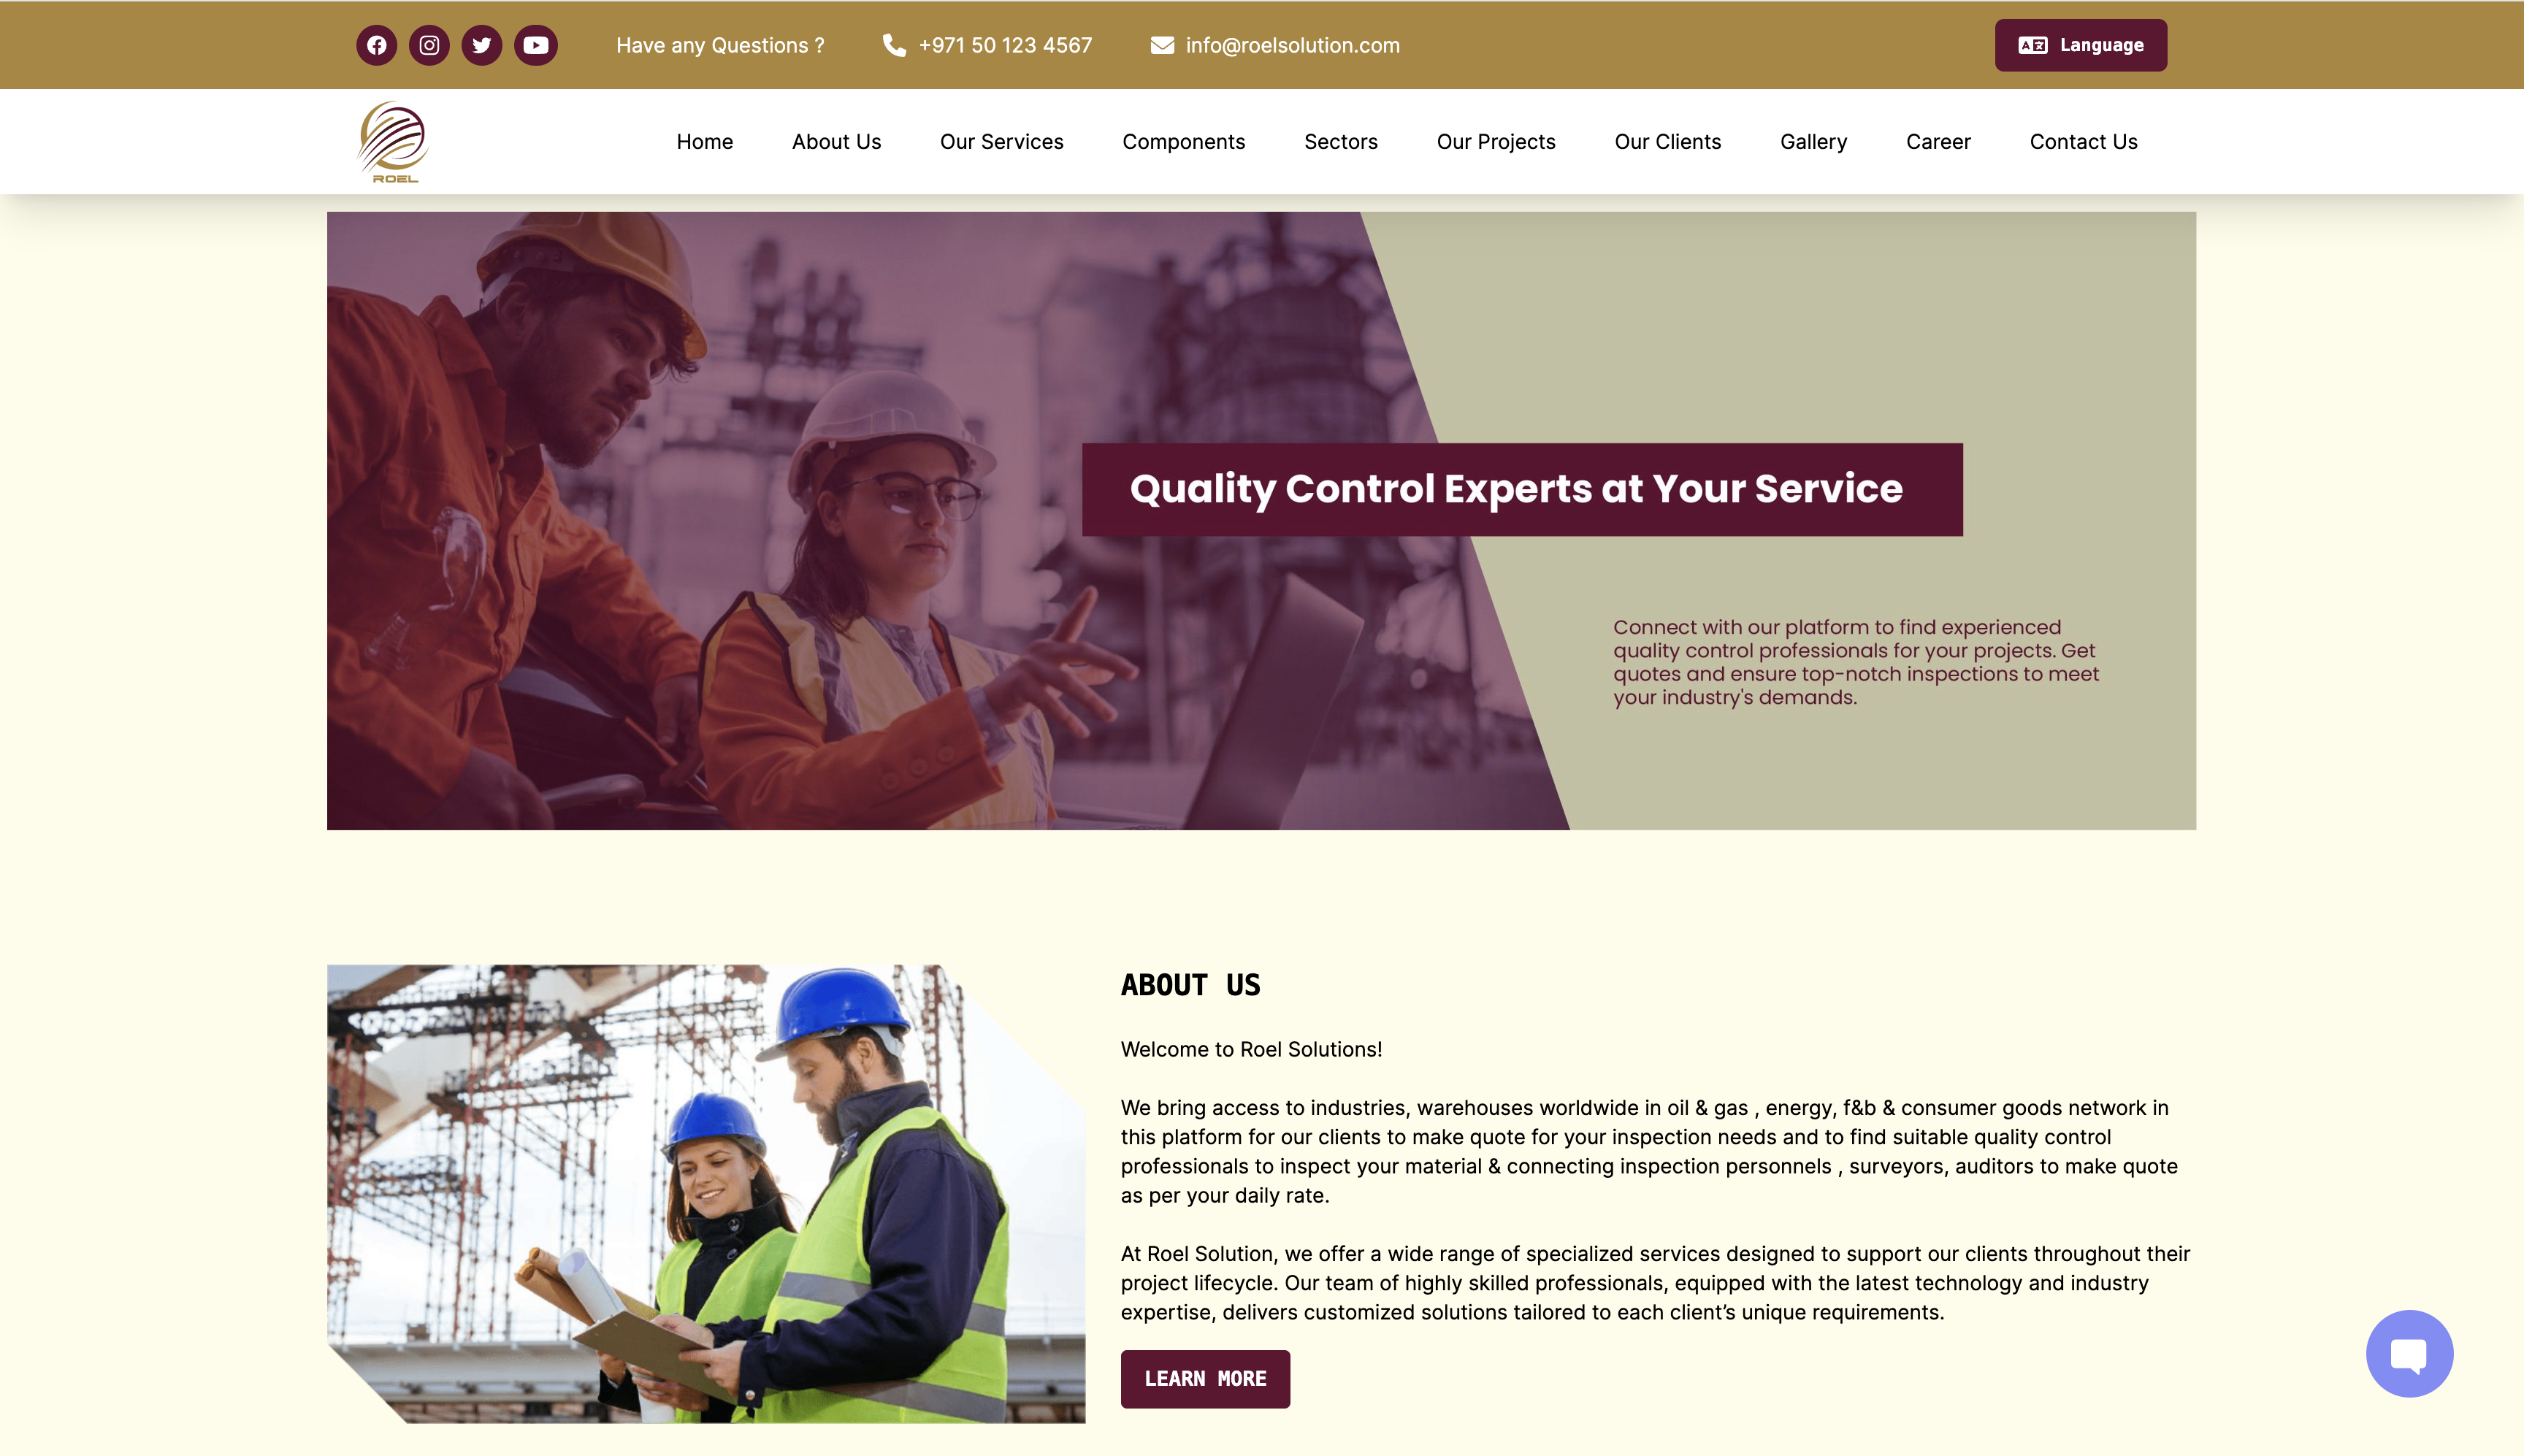 Have any Questions ?
+971 50 123 4567
info@roelsolution.com
Language
ROEL
Home
About Us
Our Services
Components
Sectors
Our Projects
Our Clients
Gallery
Career
Contact Us
Quality Control Experts at Your Service
Connect with our platform to find experienced
quality control professionals for your projects. Get
quotes and ensure top-notch inspections to meet
your industry's demands.
ABOUT US
Welcome to Roel Solutions!
We bring access to industries, warehouses worldwide in oil & gas , energy, f&b & consumer goods network in
this platform for our clients to make quote for your inspection needs and to find suitable quality control
professionals to inspect your material & connecting inspection personnels , surveyors, auditors to make quote
as per your daily rate.
At Roel Solution, we offer a wide range of specialized services designed to support our clients throughout their
project lifecycle. Our team of highly skilled professionals, equipped with the latest technology and industry
expertise, delivers customized solutions tailored to each client’s unique requirements.
LEARN MORE